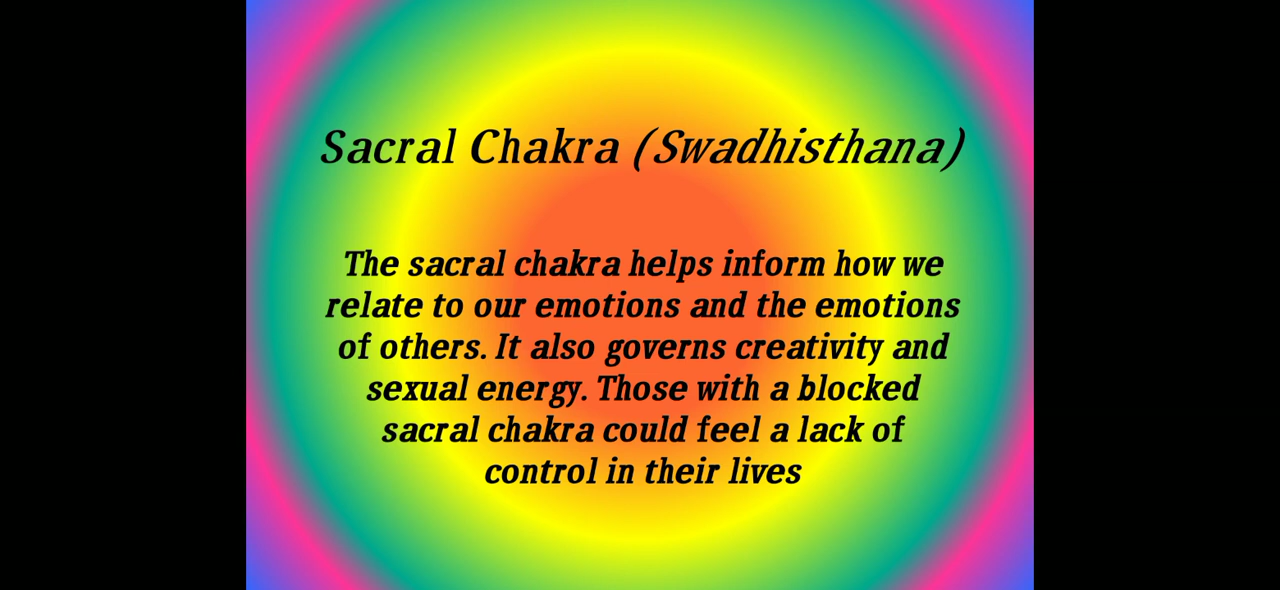 Sacral Chakra (Swadhisthana)
The sacral chakra helps inform how we
relate to our emotions and the emotions
of others. It also governs creativity and
sexual energy. Those with a blocked
sacral chakra could feel a lack of
control in their lives